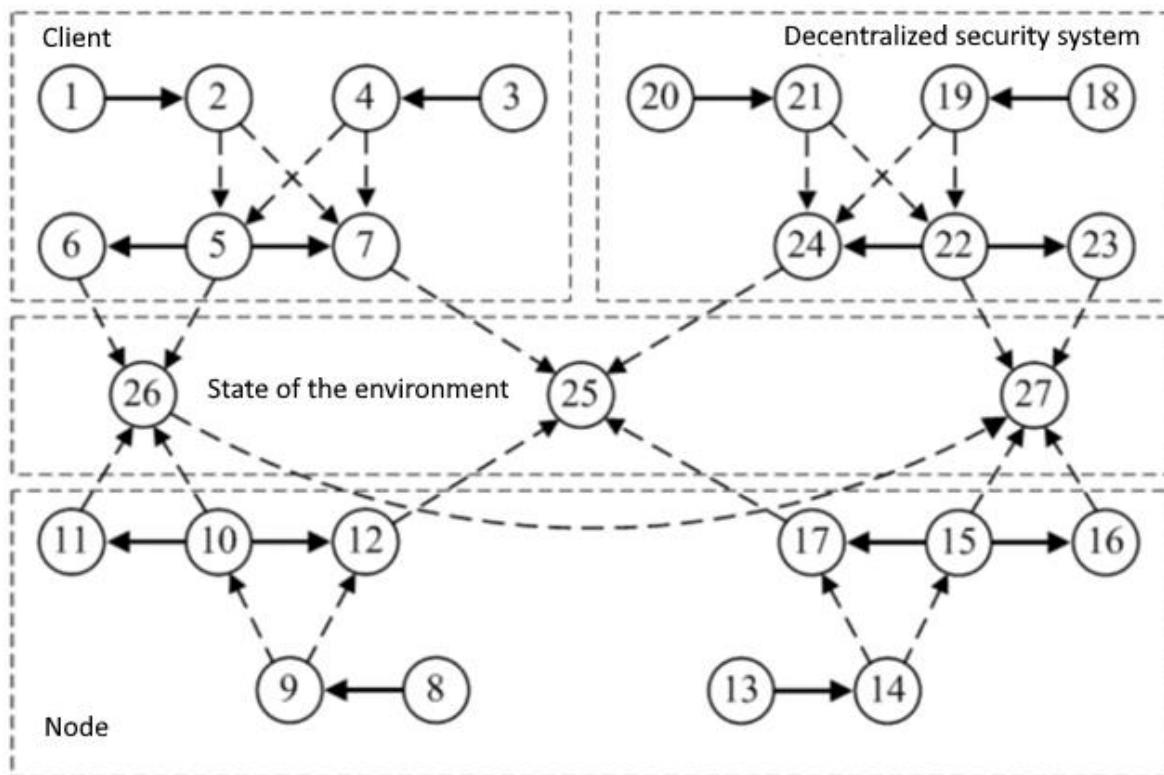 Client
Decentralized security system
1 2 4 3 20 21 19 18
6 5 7 24 22 23
26 State of the environment 25 27
11 10 12 17 15 16
9 8 13 14
Node